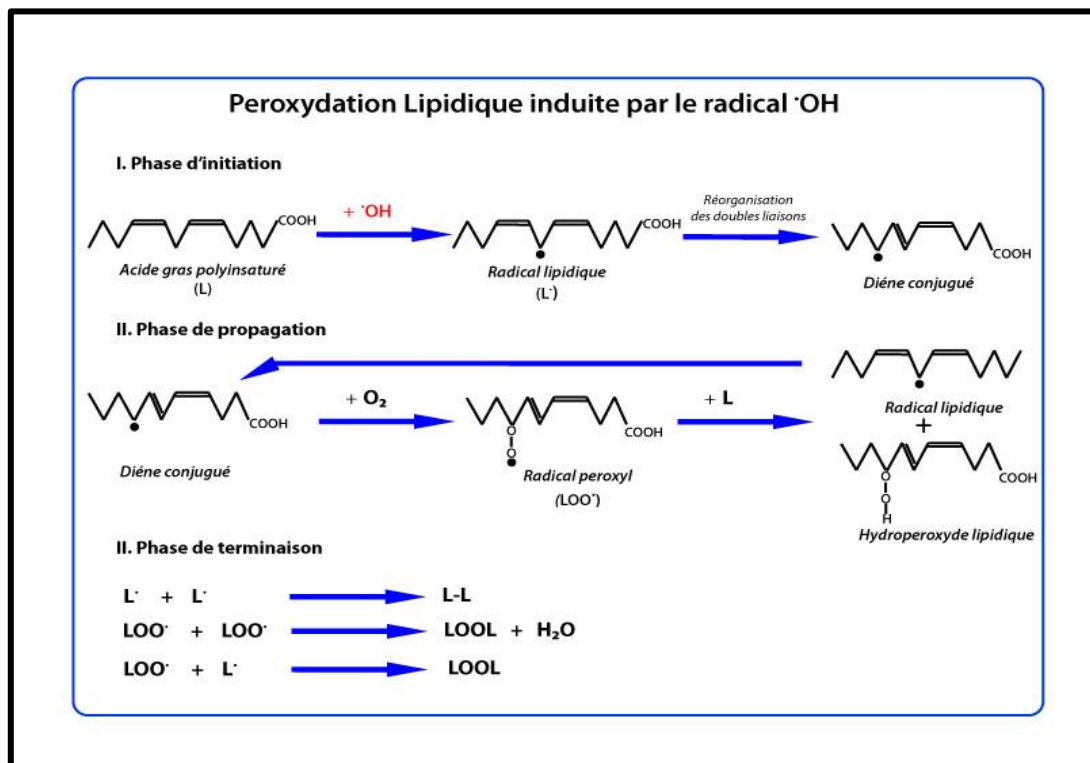 Peroxydation Lipidique induite par le radical ·OH
I. Phase d'initiation
+ ·OH
Réorganisation
des doubles liaisons
COOH
COOH
COOH
Acide gras polyinsaturé
(L)
Radical lipidique
(L·)
Diéne conjugué
II. Phase de propagation
+ O₂
+ L
COOH
COOH
O
O
Radical lipidique
+
COOH
O
O
H
Diéne conjugué
Radical peroxyl
(LOO·)
Hydroperoxyde lipidique
II. Phase de terminaison
L· + L· L-L
LOO· + LOO· LOOL + H₂O
LOO· + L· LOOL